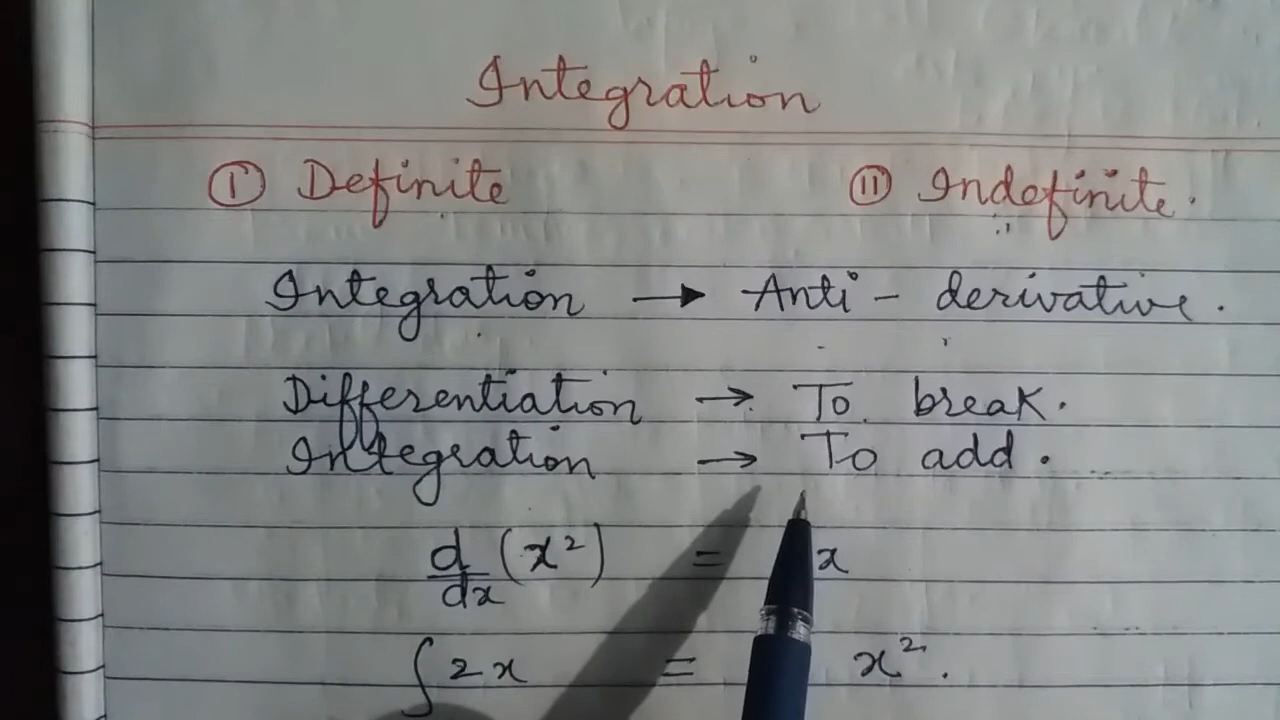 Integration
I Definite II Indefinite.
Integration → Anti - derivative.
Differentiation → To break.
Integration → To add.
d/dx (x²) = x
∫ 2x = x².